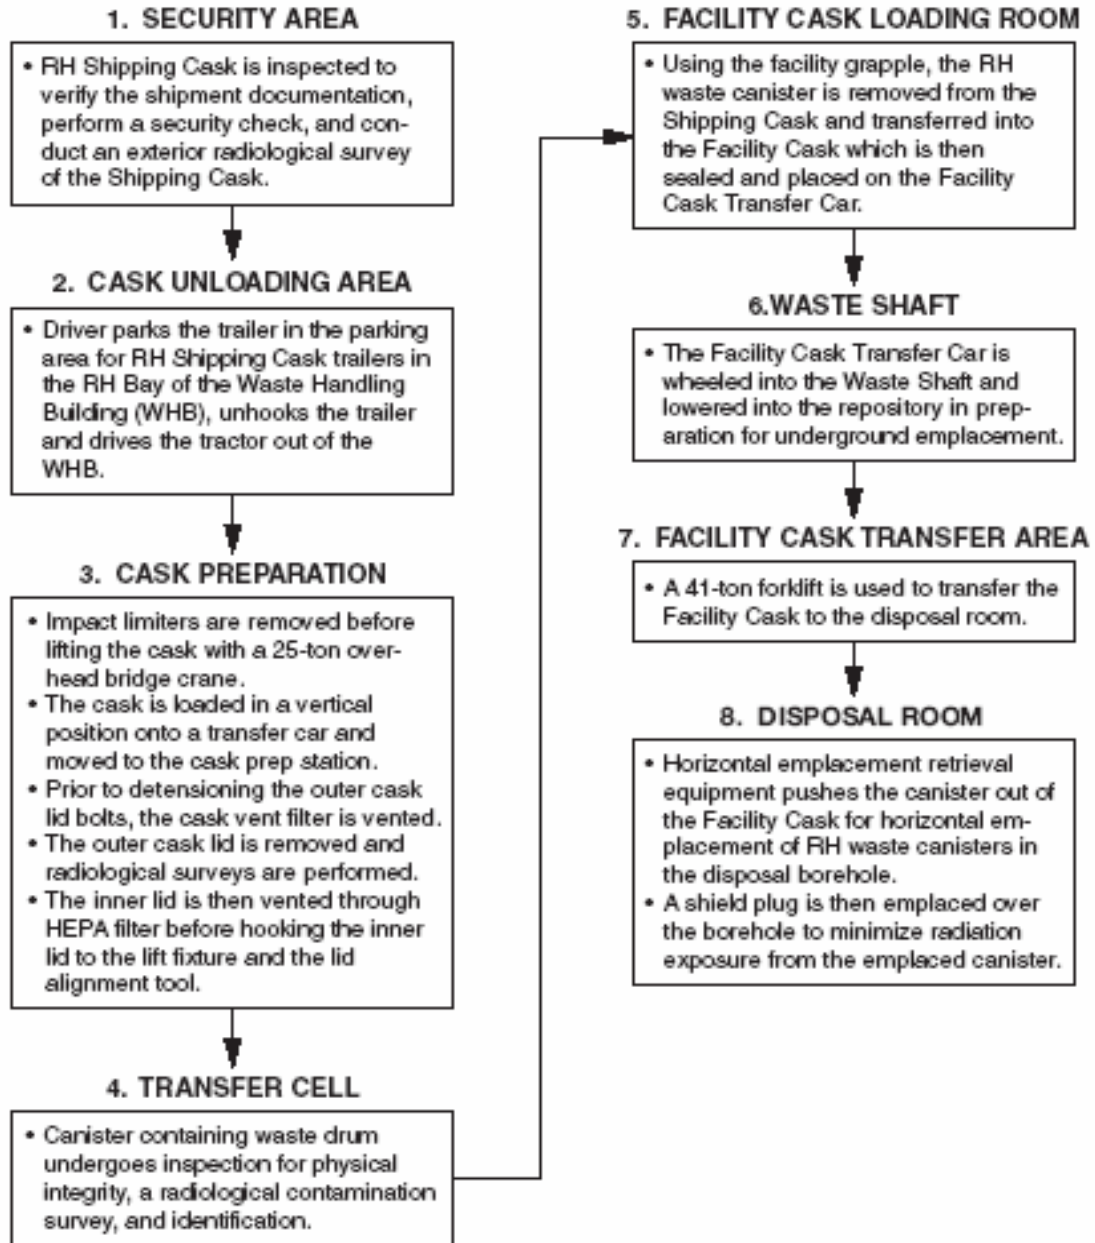 1. SECURITY AREA
• RH Shipping Cask is inspected to
verify the shipment documentation,
perform a security check, and con-
duct an exterior radiological survey
of the Shipping Cask.
2. CASK UNLOADING AREA
• Driver parks the trailer in the parking
area for RH Shipping Cask trailers in
the RH Bay of the Waste Handling
Building (WHB), unhooks the trailer
and drives the tractor out of the
WHB.
3. CASK PREPARATION
• Impact limiters are removed before
lifting the cask with a 25-ton over-
head bridge crane.
• The cask is loaded in a vertical
position onto a transfer car and
moved to the cask prep station.
• Prior to detensioning the outer cask
lid bolts, the cask vent filter is vented.
• The outer cask lid is removed and
radiological surveys are performed.
• The inner lid is then vented through
HEPA filter before hooking the inner
lid to the lift fixture and the lid
alignment tool.
4. TRANSFER CELL
• Canister containing waste drum
undergoes inspection for physical
integrity, a radiological contamination
survey, and identification.
5. FACILITY CASK LOADING ROOM
• Using the facility grapple, the RH
waste canister is removed from the
Shipping Cask and transferred into
the Facility Cask which is then
sealed and placed on the Facility
Cask Transfer Car.
6.WASTE SHAFT
• The Facility Cask Transfer Car is
wheeled into the Waste Shaft and
lowered into the repository in prep-
aration for underground emplacement.
7. FACILITY CASK TRANSFER AREA
• A 41-ton forklift is used to transfer the
Facility Cask to the disposal room.
8. DISPOSAL ROOM
• Horizontal emplacement retrieval
equipment pushes the canister out of
the Facility Cask for horizontal em-
placement of RH waste canisters in
the disposal borehole.
• A shield plug is then emplaced over
the borehole to minimize radiation
exposure from the emplaced canister.